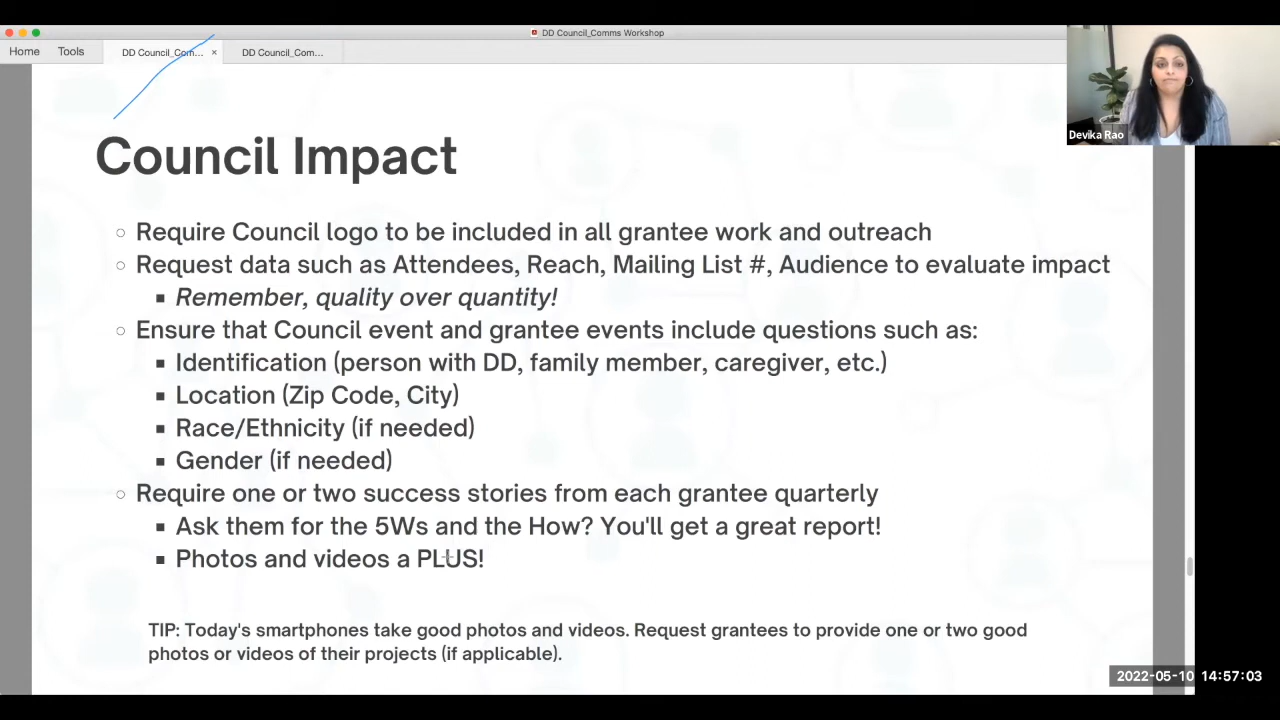 DD Council_Comms Workshop
Home Tools DD Council_Com... × DD Council_Com...
Devika Rao
Council Impact
Require Council logo to be included in all grantee work and outreach
Request data such as Attendees, Reach, Mailing List #, Audience to evaluate impact
Remember, quality over quantity!
Ensure that Council event and grantee events include questions such as:
Identification (person with DD, family member, caregiver, etc.)
Location (Zip Code, City)
Race/Ethnicity (if needed)
Gender (if needed)
Require one or two success stories from each grantee quarterly
Ask them for the 5Ws and the How? You'll get a great report!
Photos and videos a PLUS!
TIP: Today's smartphones take good photos and videos. Request grantees to provide one or two good
photos or videos of their projects (if applicable).
2022-05-10 14:57:03